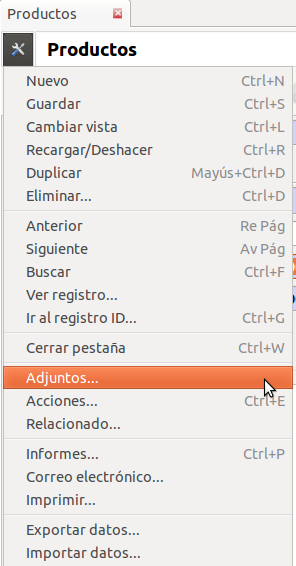 Productos
Productos
Nuevo Ctrl+N
Guardar Ctrl+S
Cambiar vista Ctrl+L
Recargar/Deshacer Ctrl+R
Duplicar Mayús+Ctrl+D
Eliminar... Ctrl+D
Anterior Re Pág
Siguiente Av Pág
Buscar Ctrl+F
Ver registro...
Ir al registro ID... Ctrl+G
Cerrar pestaña Ctrl+W
Adjuntos...
Acciones... Ctrl+E
Relacionado...
Informes... Ctrl+P
Correo electrónico...
Imprimir...
Exportar datos...
Importar datos...